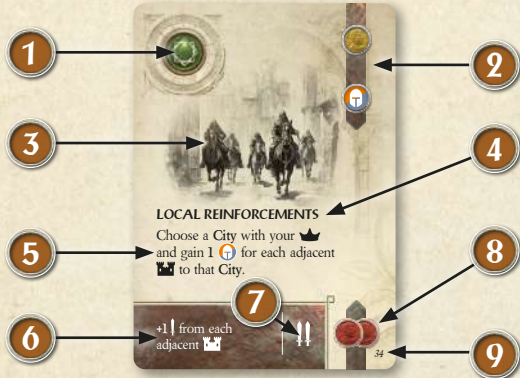 1
2
3
4
LOCAL REINFORCEMENTS
Choose a City with your
and gain 1 for each adjacent
to that City.
5
6
7
8
+1 from each
adjacent
34
9